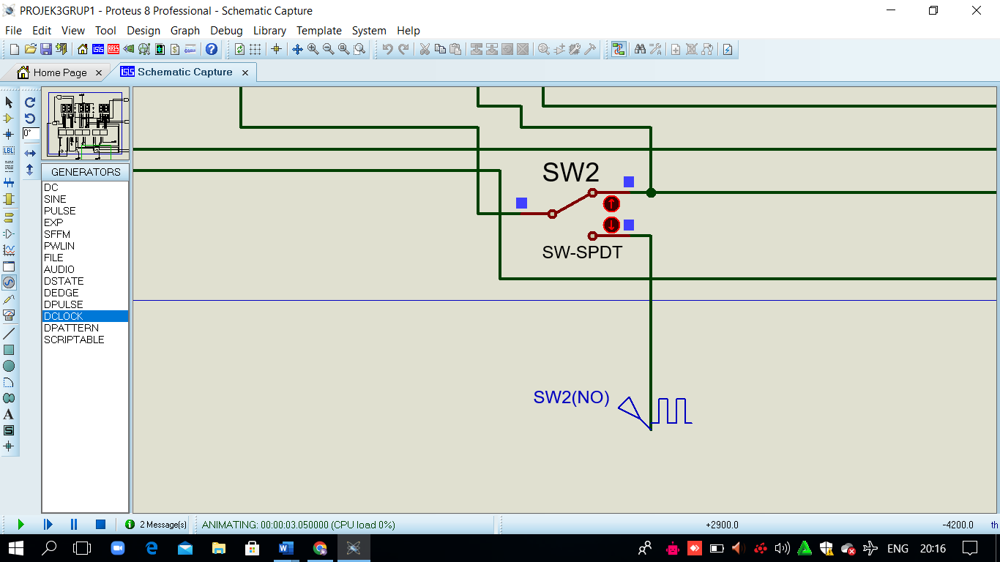 PROJEK3GRUP1 - Proteus 8 Professional - Schematic Capture
File Edit View Tool Design Graph Debug Library Template System Help
Home Page
Schematic Capture
0°
LBL
GENERATORS
DC
SINE
PULSE
EXP
SFFM
PWLIN
FILE
AUDIO
DSTATE
DEDGE
DPULSE
DCLOCK
DPATTERN
SCRIPTABLE
SW2
SW-SPDT
SW2(NO)
2 Message(s)
ANIMATING: 00:00:03.050000 (CPU load 0%)
+2900.0
-4200.0
th
ENG
20:16